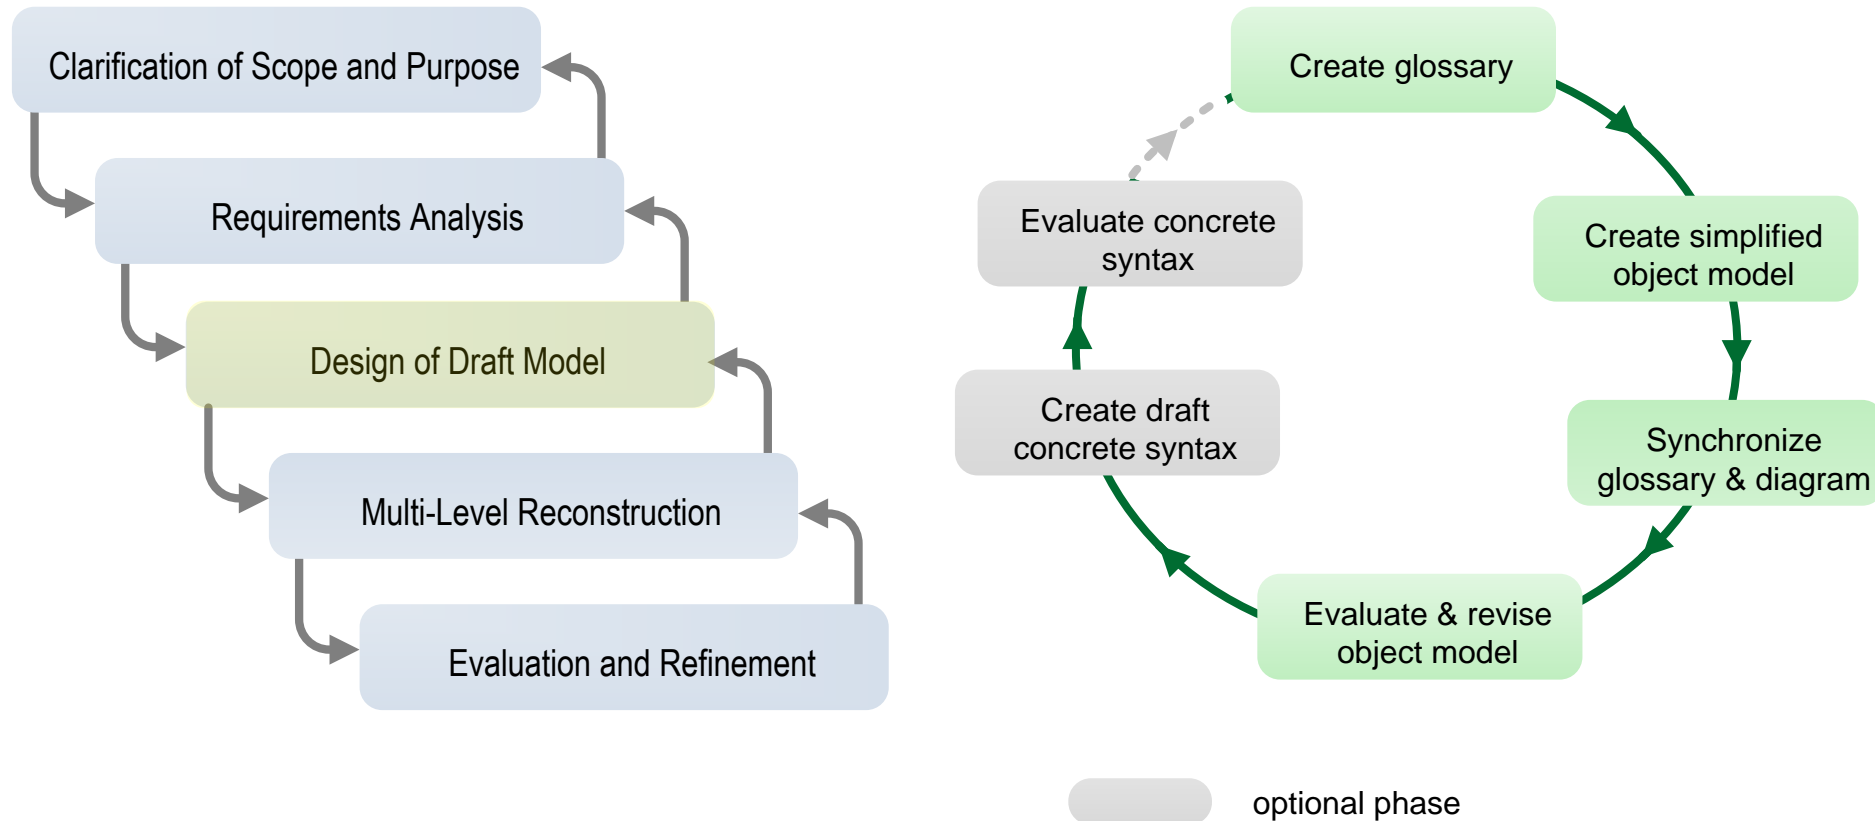 Clarification of Scope and Purpose
Requirements Analysis
Design of Draft Model
Multi-Level Reconstruction
Evaluation and Refinement
Create glossary
Create simplified
object model
Synchronize
glossary & diagram
Evaluate & revise
object model
Create draft
concrete syntax
Evaluate concrete
syntax
optional phase